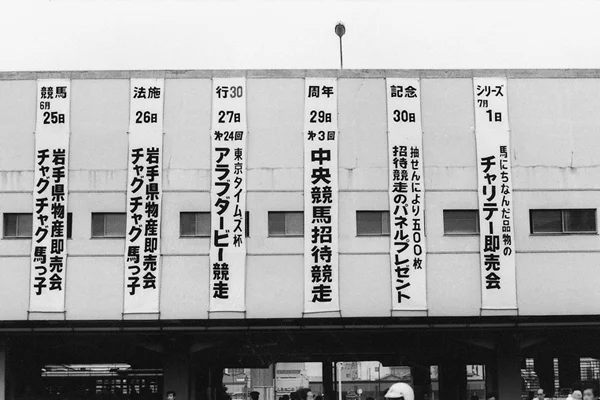 競馬
6月
25日
岩手県物産即売会
チャグチャグ馬っ子
法施
26日
岩手県物産即売会
チャグチャグ馬っ子
行30
27日
第24回
東京タイムズ杯
アラブダービー競走
周年
29日
第3回
中央競馬招待競走
記念
30日
抽せんにより五〇〇枚
招待競走のパネルプレゼント
シリーズ
7月
1日
馬にちなんだ品物の
チャリテー即売会